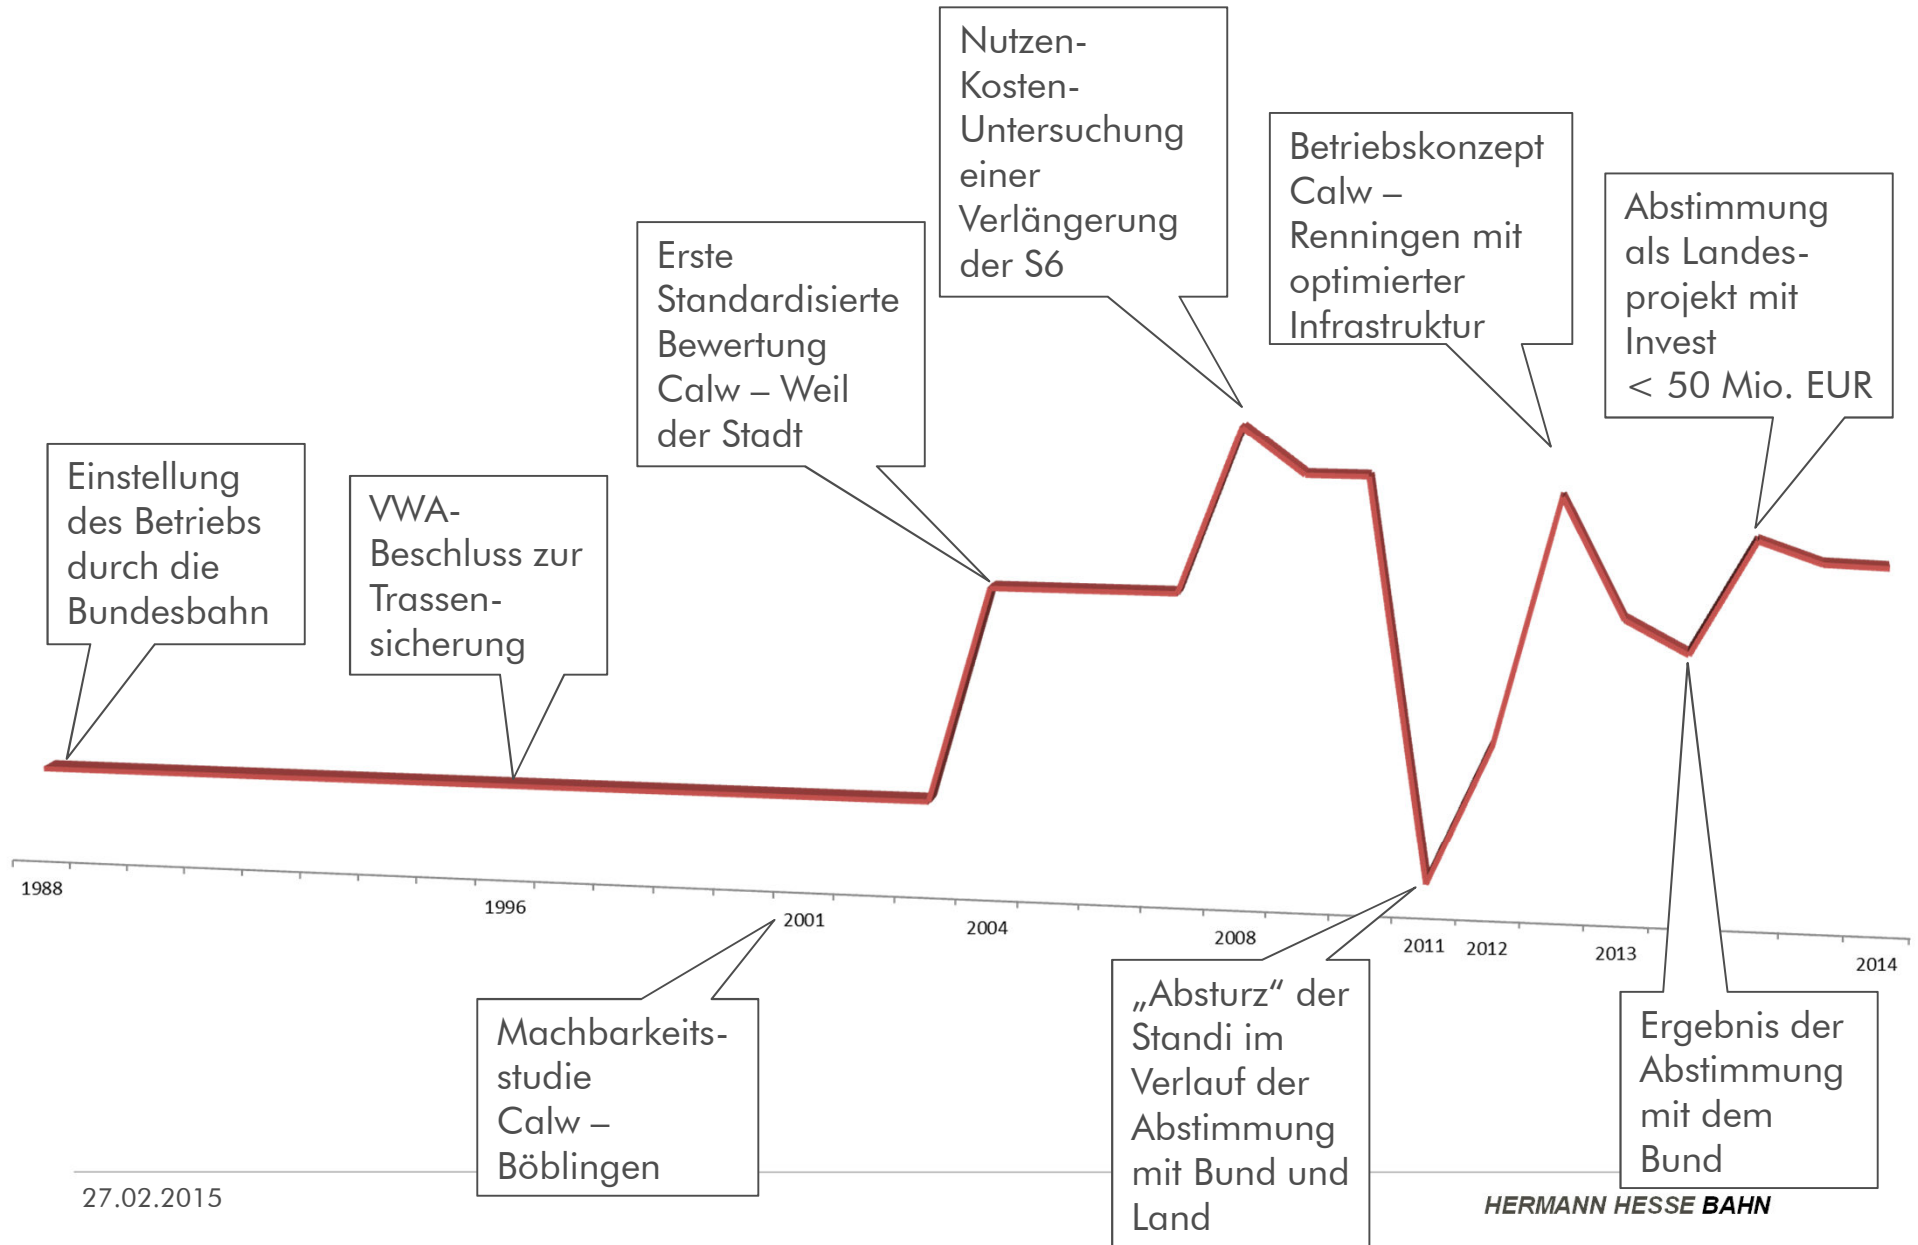 Nutzen-
Kosten-
Untersuchung
einer
Verlängerung
der S6
Betriebskonzept
Calw –
Renningen mit
optimierter
Infrastruktur
Abstimmung
als Landes-
projekt mit
Invest
< 50 Mio. EUR
Erste
Standardisierte
Bewertung
Calw – Weil
der Stadt
Einstellung
des Betriebs
durch die
Bundesbahn
VWA-
Beschluss zur
Trassen-
sicherung
1988
1996
2001
2004
2008
2011
2012
2013
2014
Machbarkeits-
studie
Calw –
Böblingen
„Absturz“ der
Standi im
Verlauf der
Abstimmung
mit Bund und
Land
Ergebnis der
Abstimmung
mit dem
Bund
27.02.2015
HERMANN HESSE BAHN